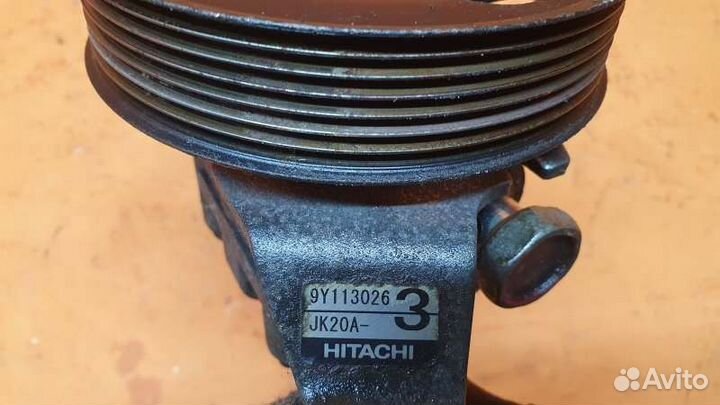 9Y113026
JK20A- 3
HITACHI
Avito